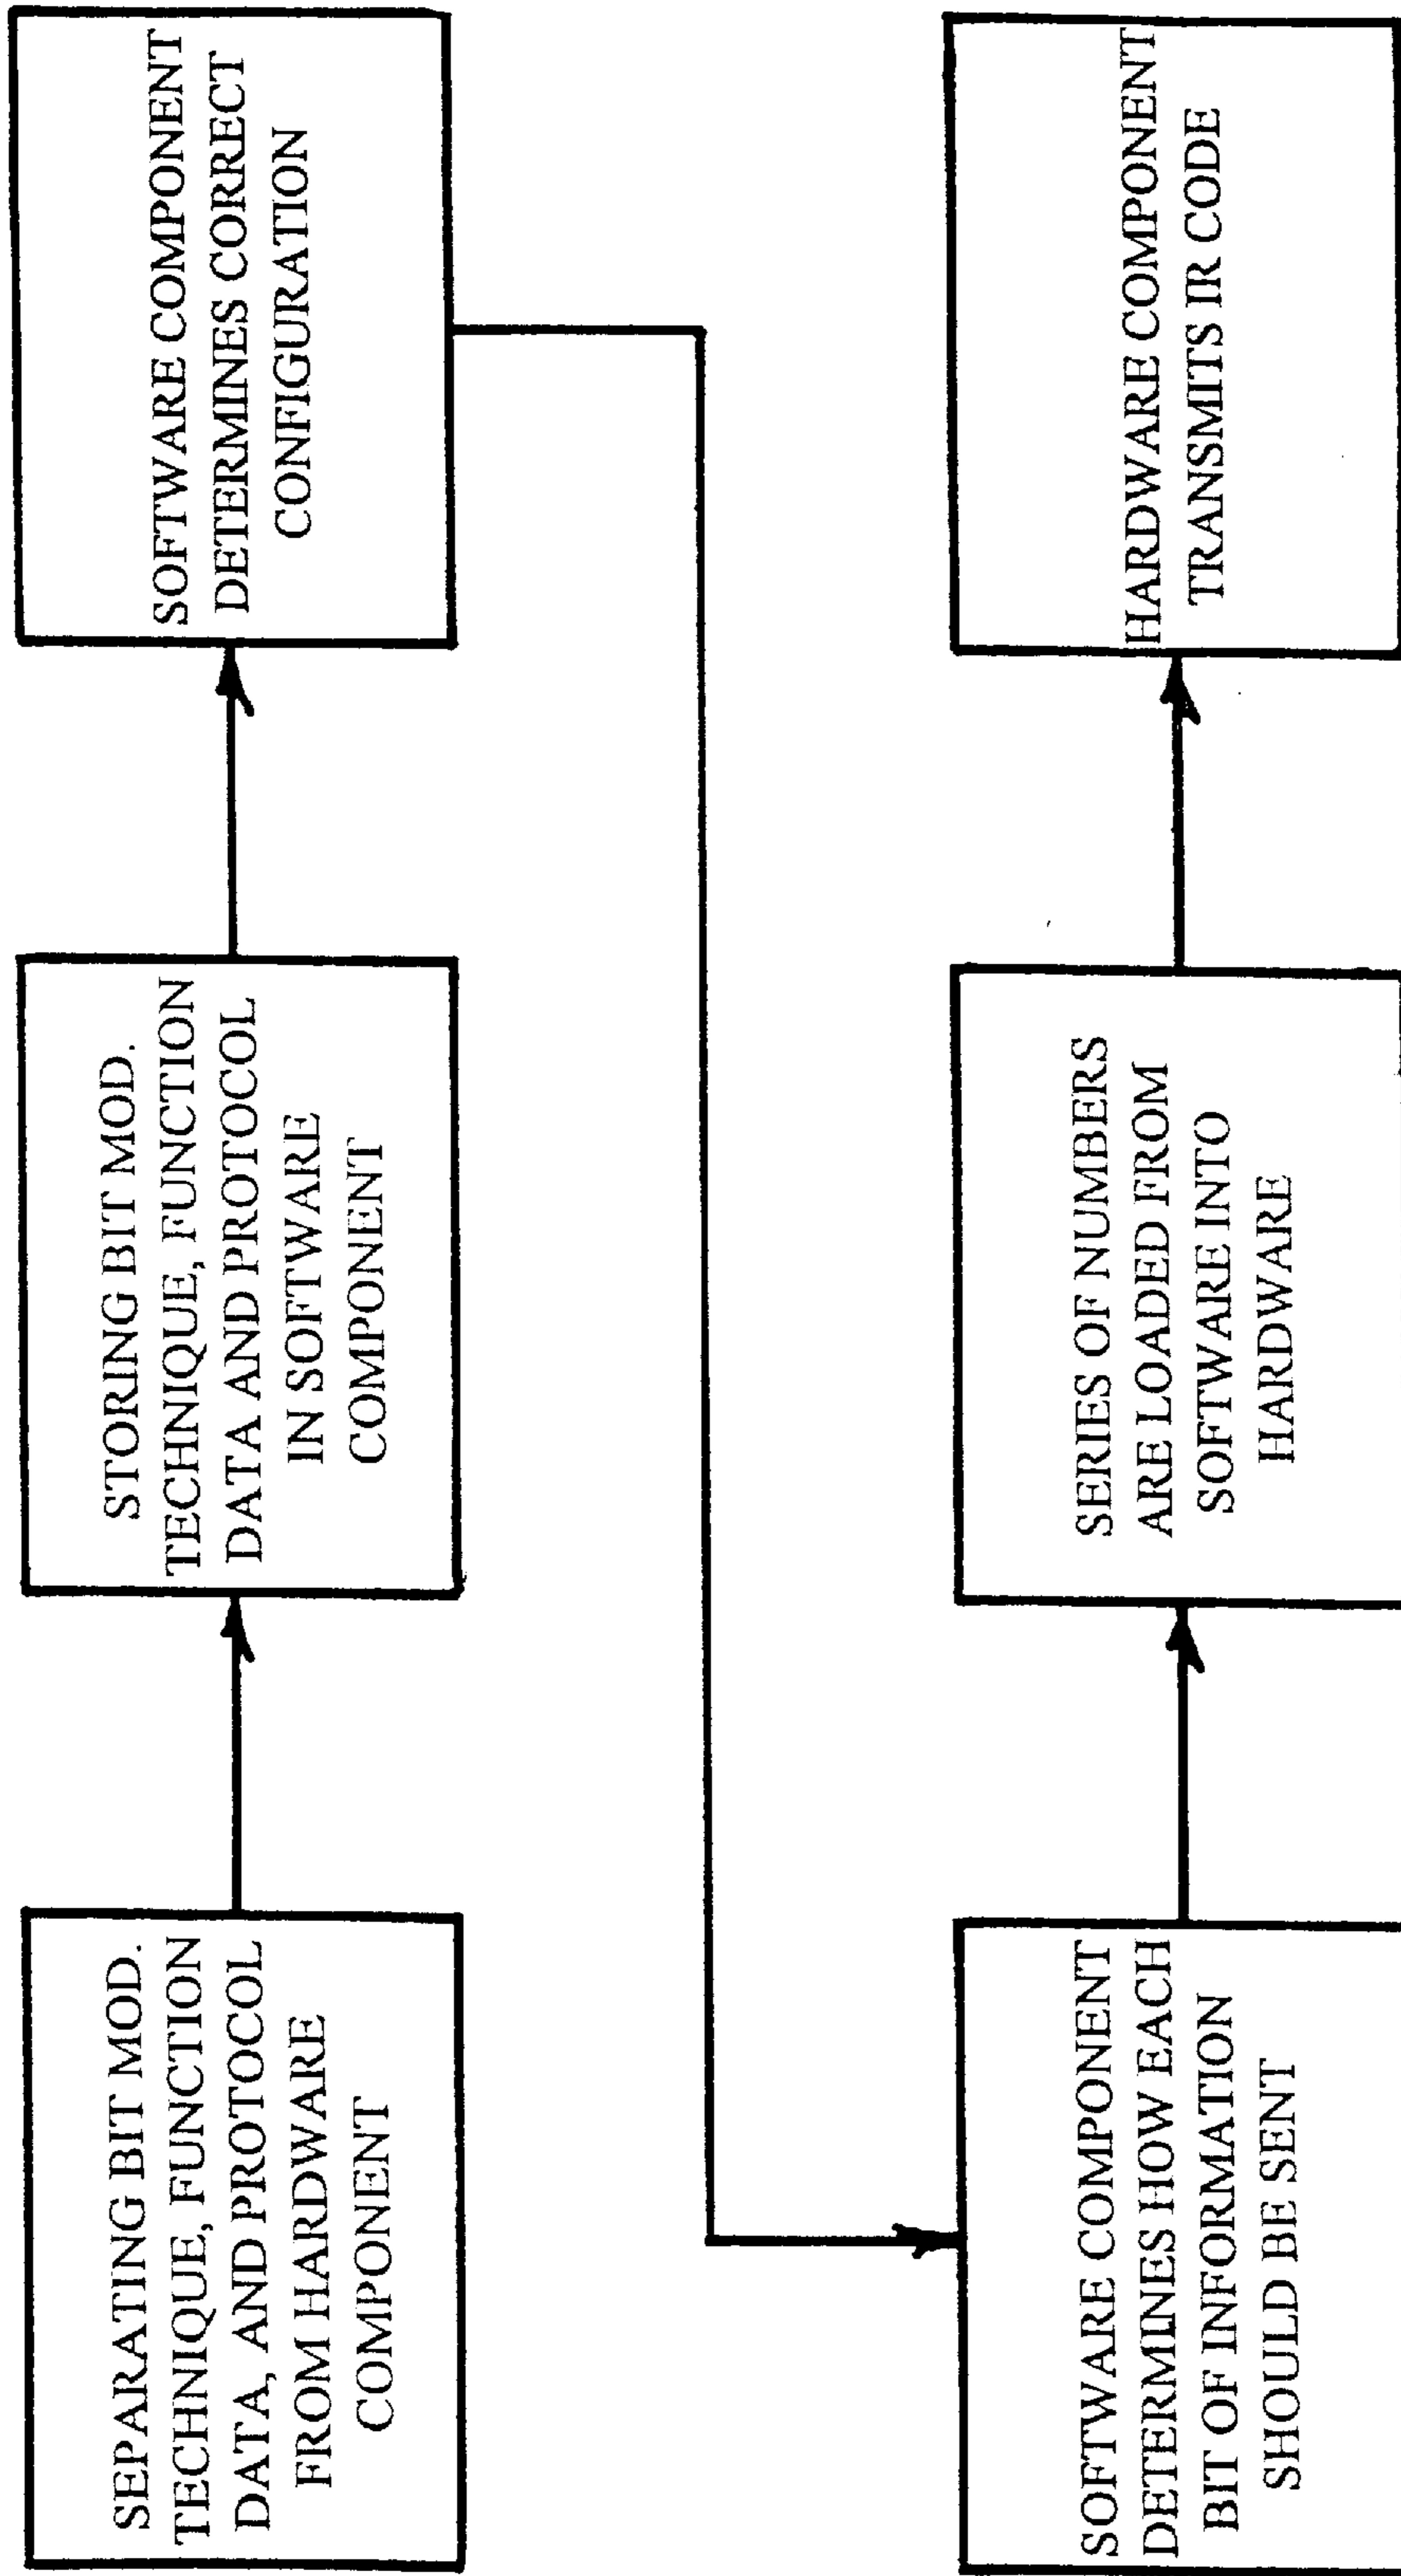 SEPARATING BIT MOD.
TECHNIQUE, FUNCTION
DATA, AND PROTOCOL
FROM HARDWARE
COMPONENT
STORING BIT MOD.
TECHNIQUE, FUNCTION
DATA AND PROTOCOL
IN SOFTWARE
COMPONENT
SOFTWARE COMPONENT
DETERMINES CORRECT
CONFIGURATION
SOFTWARE COMPONENT
DETERMINES HOW EACH
BIT OF INFORMATION
SHOULD BE SENT
SERIES OF NUMBERS
ARE LOADED FROM
SOFTWARE INTO
HARDWARE
HARDWARE COMPONENT
TRANSMITS IR CODE